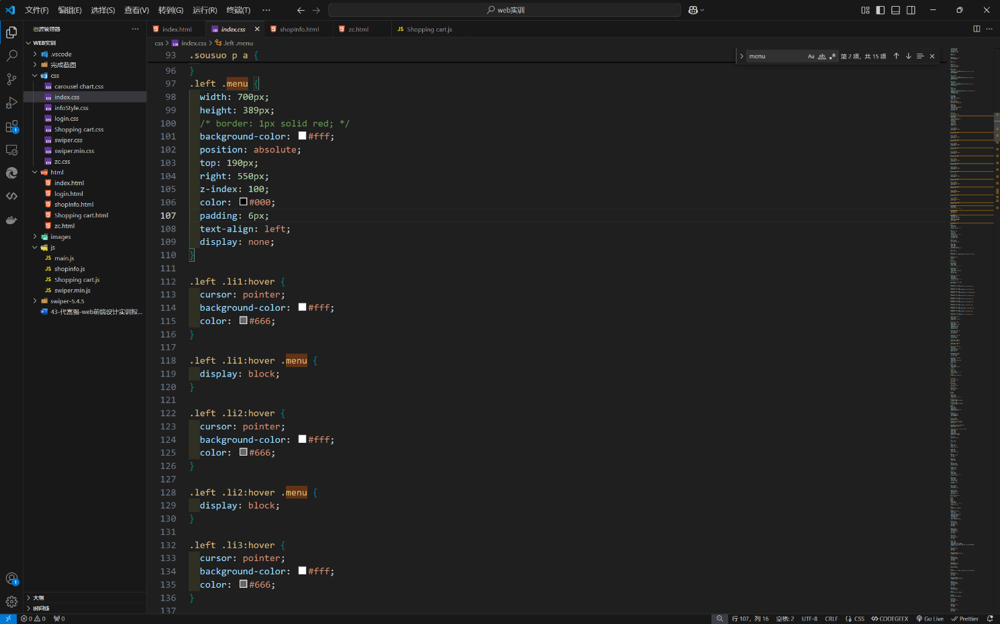 文件(F) 编辑(E) 选择(S) 查看(V) 转到(G) 运行(R) 终端(T) ··· web实训
资源管理器 ···
WEB实训
.vscode
完成截图
css
carousel chart.css
index.css
infoStyle.css
login.css
Shopping cart.css
swiper.css
swiper.min.css
zc.css
html
index.html
login.html
shopInfo.html
Shopping cart.html
zc.html
images
js
main.js
shopinfo.js
Shopping cart.js
swiper.min.js
swiper-5.4.5
43-代富强-web前端设计实训报...
大纲
时间线
index.html index.css shopInfo.html zc.html JS Shopping cart.js
css > index.css > .left .menu
menu Aa ab 第 2 项, 共 15 项
93 .sousuo p a {
96 }
97 .left .menu {
98 width: 700px;
99 height: 389px;
100 /* border: 1px solid red; */
101 background-color: #fff;
102 position: absolute;
103 top: 190px;
104 right: 550px;
105 z-index: 100;
106 color: #000;
107 padding: 6px;
108 text-align: left;
109 display: none;
110 }
111
112 .left .li1:hover {
113 cursor: pointer;
114 background-color: #fff;
115 color: #666;
116 }
117
118 .left .li1:hover .menu {
119 display: block;
120 }
121
122 .left .li2:hover {
123 cursor: pointer;
124 background-color: #fff;
125 color: #666;
126 }
127
128 .left .li2:hover .menu {
129 display: block;
130 }
131
132 .left .li3:hover {
133 cursor: pointer;
134 background-color: #fff;
135 color: #666;
136 }
137
0 0 0 行 107, 列 16 空格: 2 UTF-8 CRLF {} CSS CODEGEEX Go Live Prettier